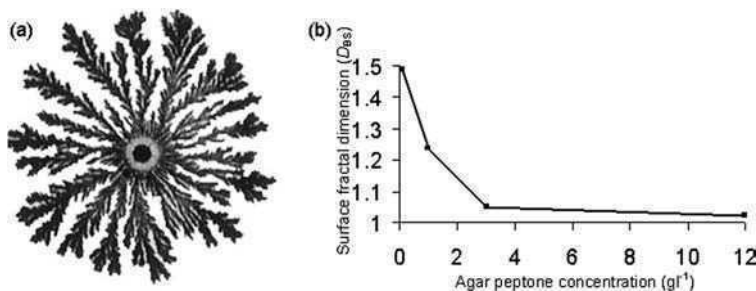 (a)
(b)
Surface fractal dimension (D_BS)
1.5
1.4
1.3
1.2
1.1
1
0 2 4 6 8 10 12
Agar peptone concentration (gl⁻¹)